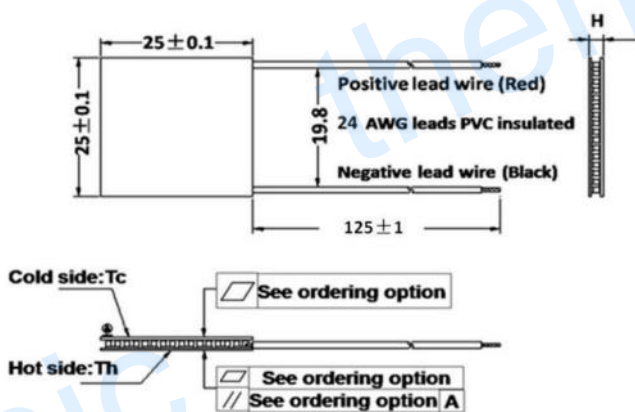 25±0.1
H
25±0.1
Positive lead wire (Red)
19.8
24 AWG leads PVC insulated
Negative lead wire (Black)
125±1
Cold side:Tc
See ordering option
Hot side:Th
See ordering option
// See ordering option A